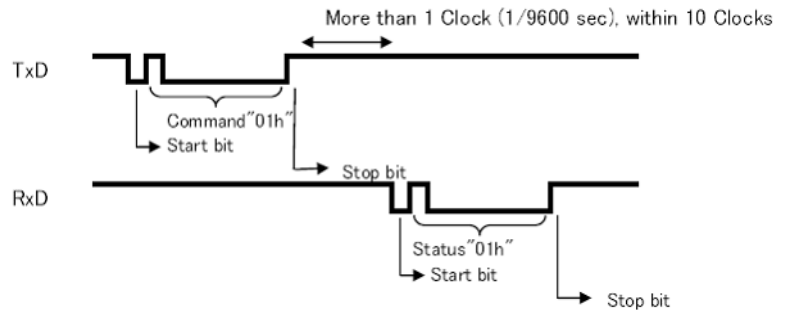 More than 1 Clock (1/9600 sec), within 10 Clocks
TxD
Command"01h"
Start bit
Stop bit
RxD
Status"01h"
Start bit
Stop bit